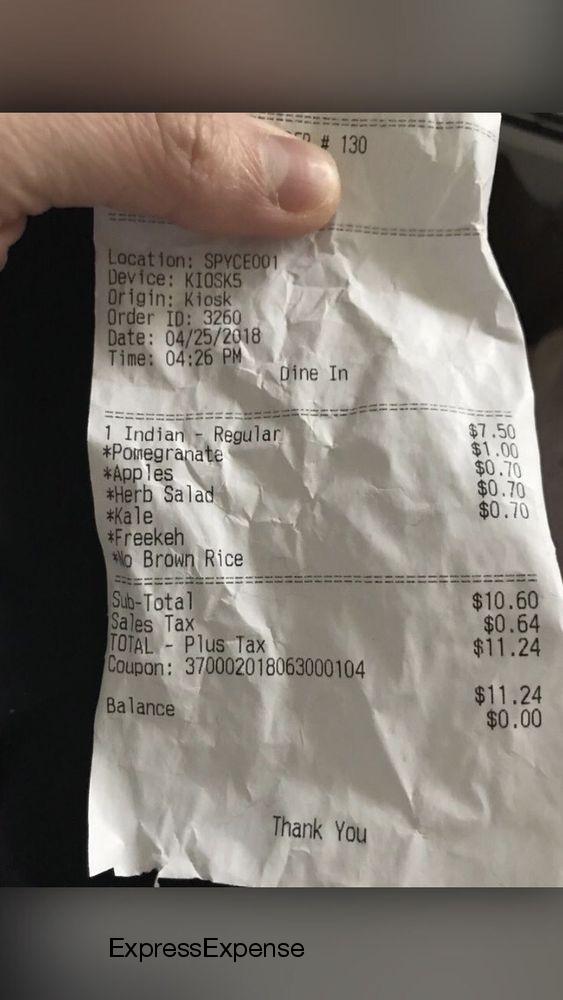 # 130
Location: SPYCE001
Device: KIOSK5
Origin: Kiosk
Order ID: 3260
Date: 04/25/2018
Time: 04:26 PM
Dine In
1 Indian - Regular $7.50
*Pomegranate $1.00
*Apples $0.70
*Herb Salad $0.70
*Kale $0.70
*Freekeh
*No Brown Rice
Sub-Total $10.60
Sales Tax $0.64
TOTAL - Plus Tax $11.24
Coupon: 370002018063000104
$11.24
Balance $0.00
Thank You
ExpressExpense